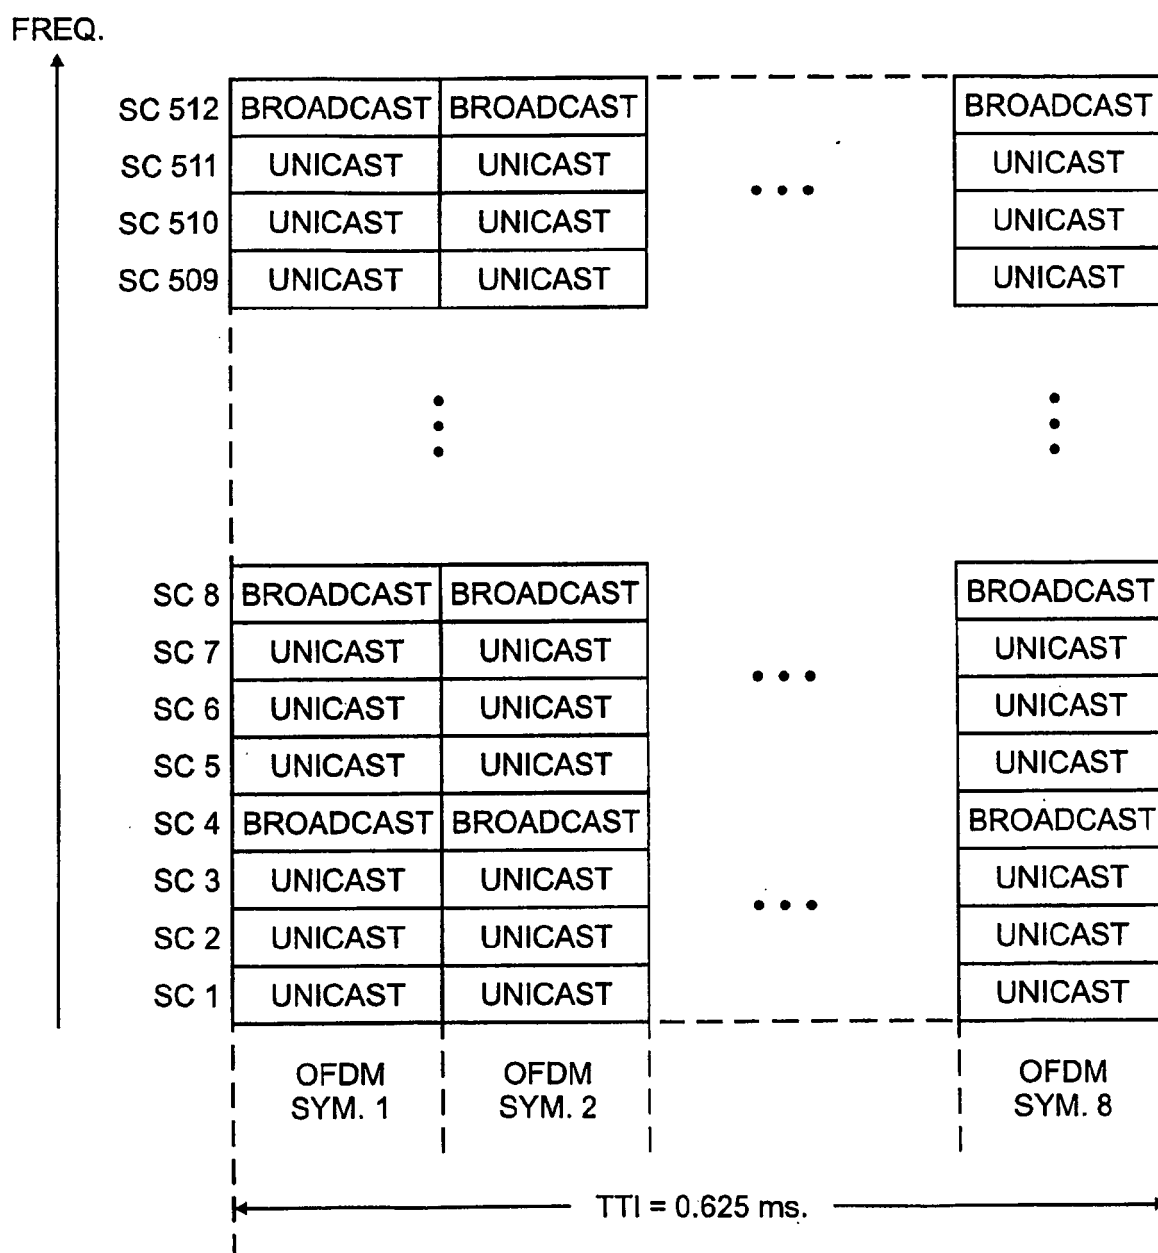 FREQ.
SC 512 BROADCAST BROADCAST BROADCAST
SC 511 UNICAST UNICAST UNICAST
SC 510 UNICAST UNICAST UNICAST
SC 509 UNICAST UNICAST UNICAST
SC 8 BROADCAST BROADCAST BROADCAST
SC 7 UNICAST UNICAST UNICAST
SC 6 UNICAST UNICAST UNICAST
SC 5 UNICAST UNICAST UNICAST
SC 4 BROADCAST BROADCAST BROADCAST
SC 3 UNICAST UNICAST UNICAST
SC 2 UNICAST UNICAST UNICAST
SC 1 UNICAST UNICAST UNICAST
OFDM OFDM OFDM
SYM. 1 SYM. 2 SYM. 8
TTI = 0.625 ms.